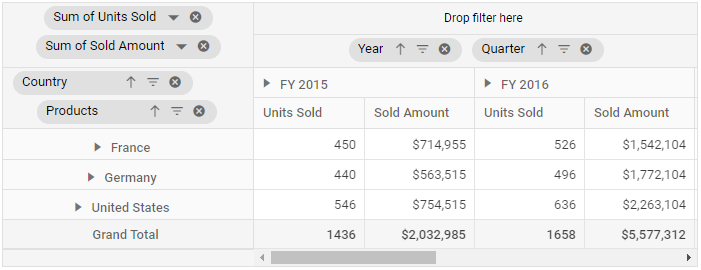 Sum of Units Sold
Drop filter here
Sum of Sold Amount
Year Quarter
Country
FY 2015 FY 2016
Products
Units Sold Sold Amount Units Sold Sold Amount
France 450 $714,955 526 $1,542,104
Germany 440 $563,515 496 $1,772,104
United States 546 $754,515 636 $2,263,104
Grand Total 1436 $2,032,985 1658 $5,577,312